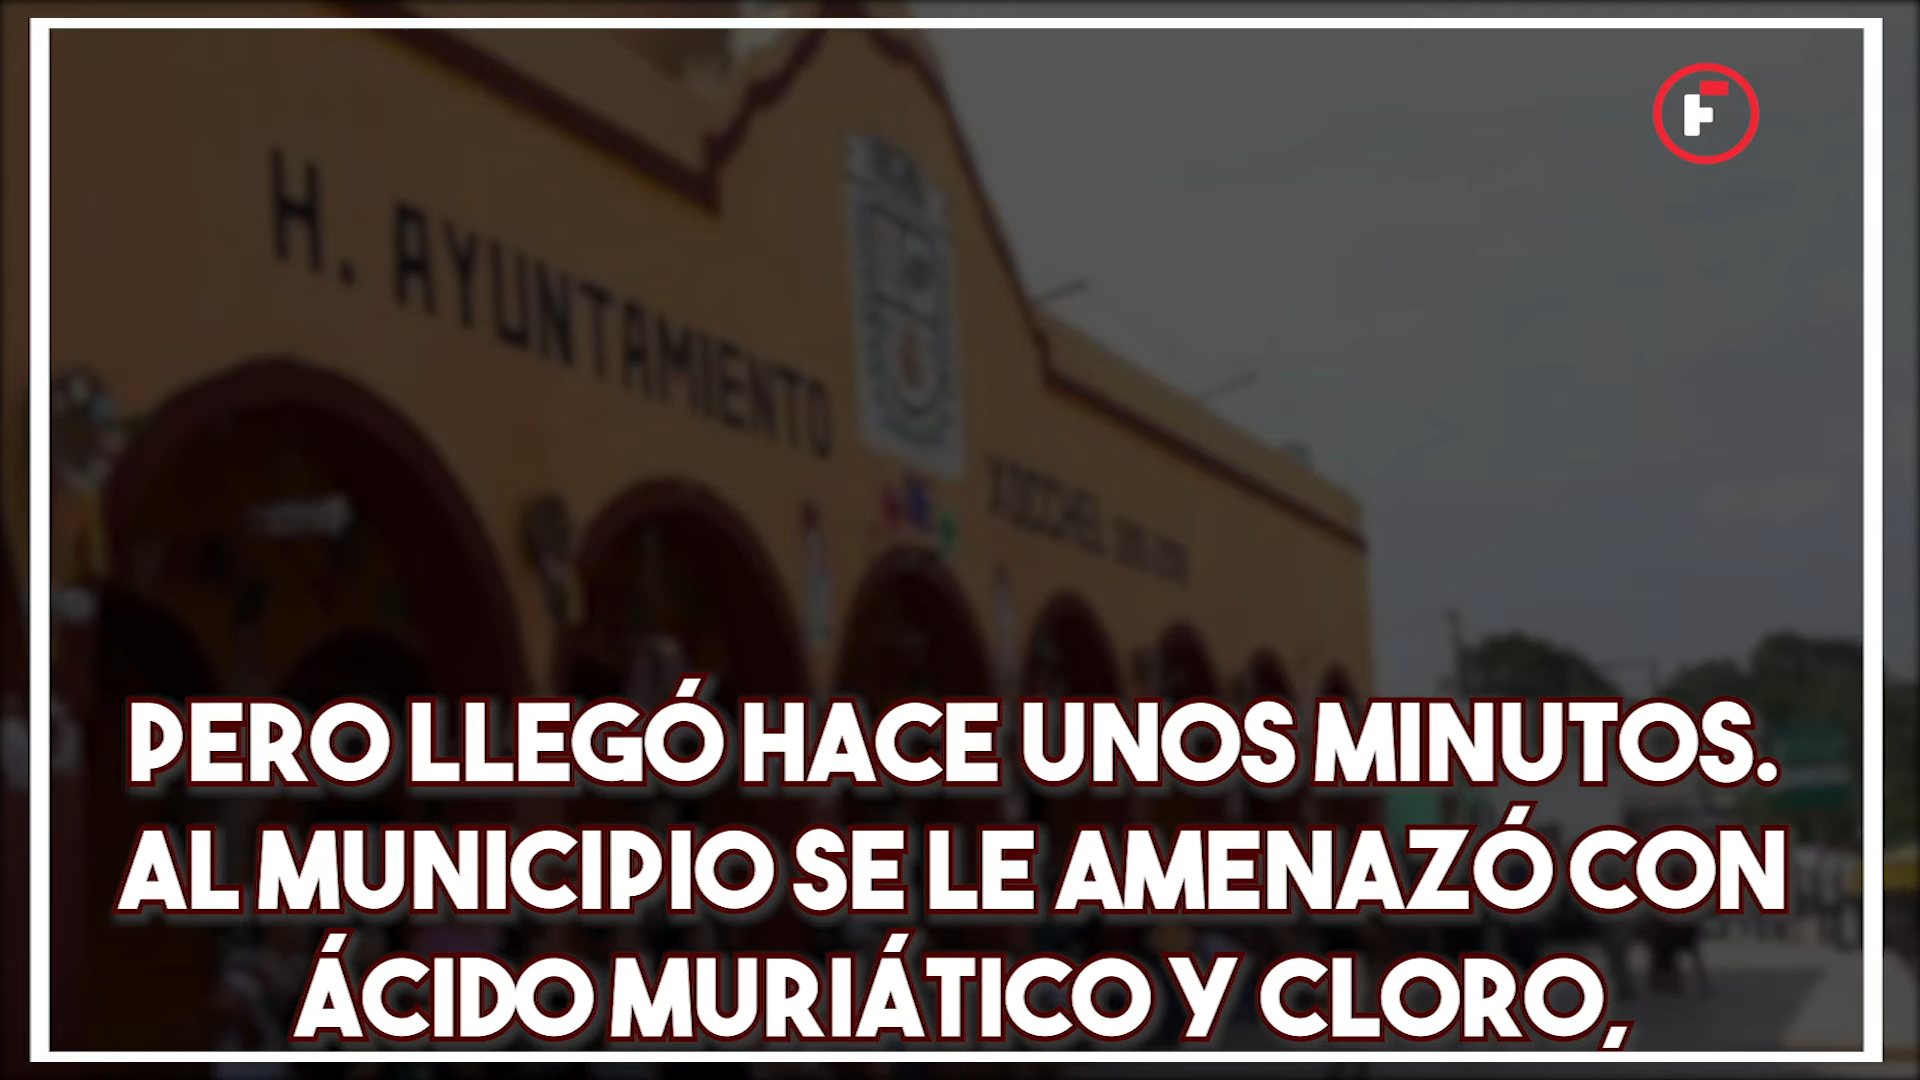 H. AYUNTAMIENTO
PERO LLEGÓ HACE UNOS MINUTOS.
AL MUNICIPIO SE LE AMENAZÓ CON
ÁCIDO MURIÁTICO Y CLORO,